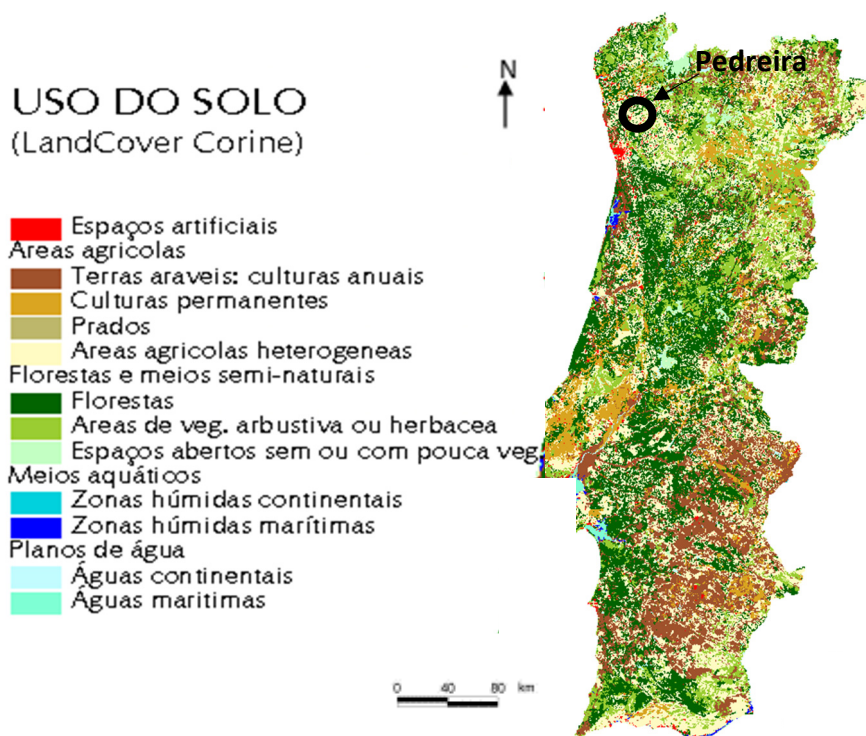 Pedreira
N
USO DO SOLO
(LandCover Corine)
Espaços artificiais
Areas agricolas
Terras araveis: culturas anuais
Culturas permanentes
Prados
Areas agricolas heterogeneas
Florestas e meios semi-naturais
Florestas
Areas de veg. arbustiva ou herbacea
Espaços abertos sem ou com pouca veg.
Meios aquáticos
Zonas húmidas continentais
Zonas húmidas marítimas
Planos de água
Águas continentais
Águas maritimas
0 40 80 km